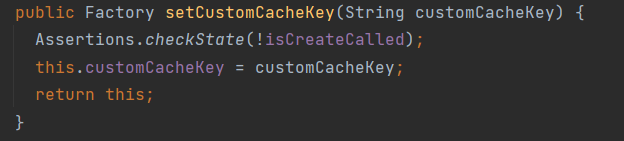 public Factory setCustomCacheKey(String customCacheKey) {
  Assertions.checkState(!isCreateCalled);
  this.customCacheKey = customCacheKey;
  return this;
}